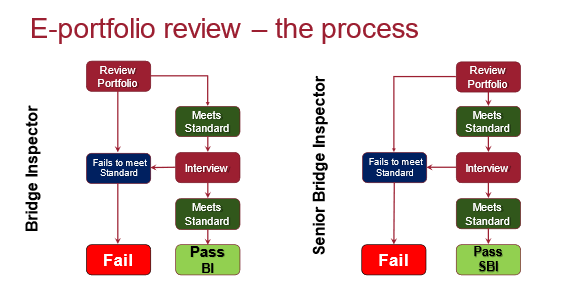 E-portfolio review – the process
Bridge Inspector
Review
Portfolio
Meets
Standard
Fails to meet
Standard
Interview
Meets
Standard
Fail
Pass
BI
Senior Bridge Inspector
Review
Portfolio
Meets
Standard
Fails to meet
Standard
Interview
Meets
Standard
Fail
Pass
SBI